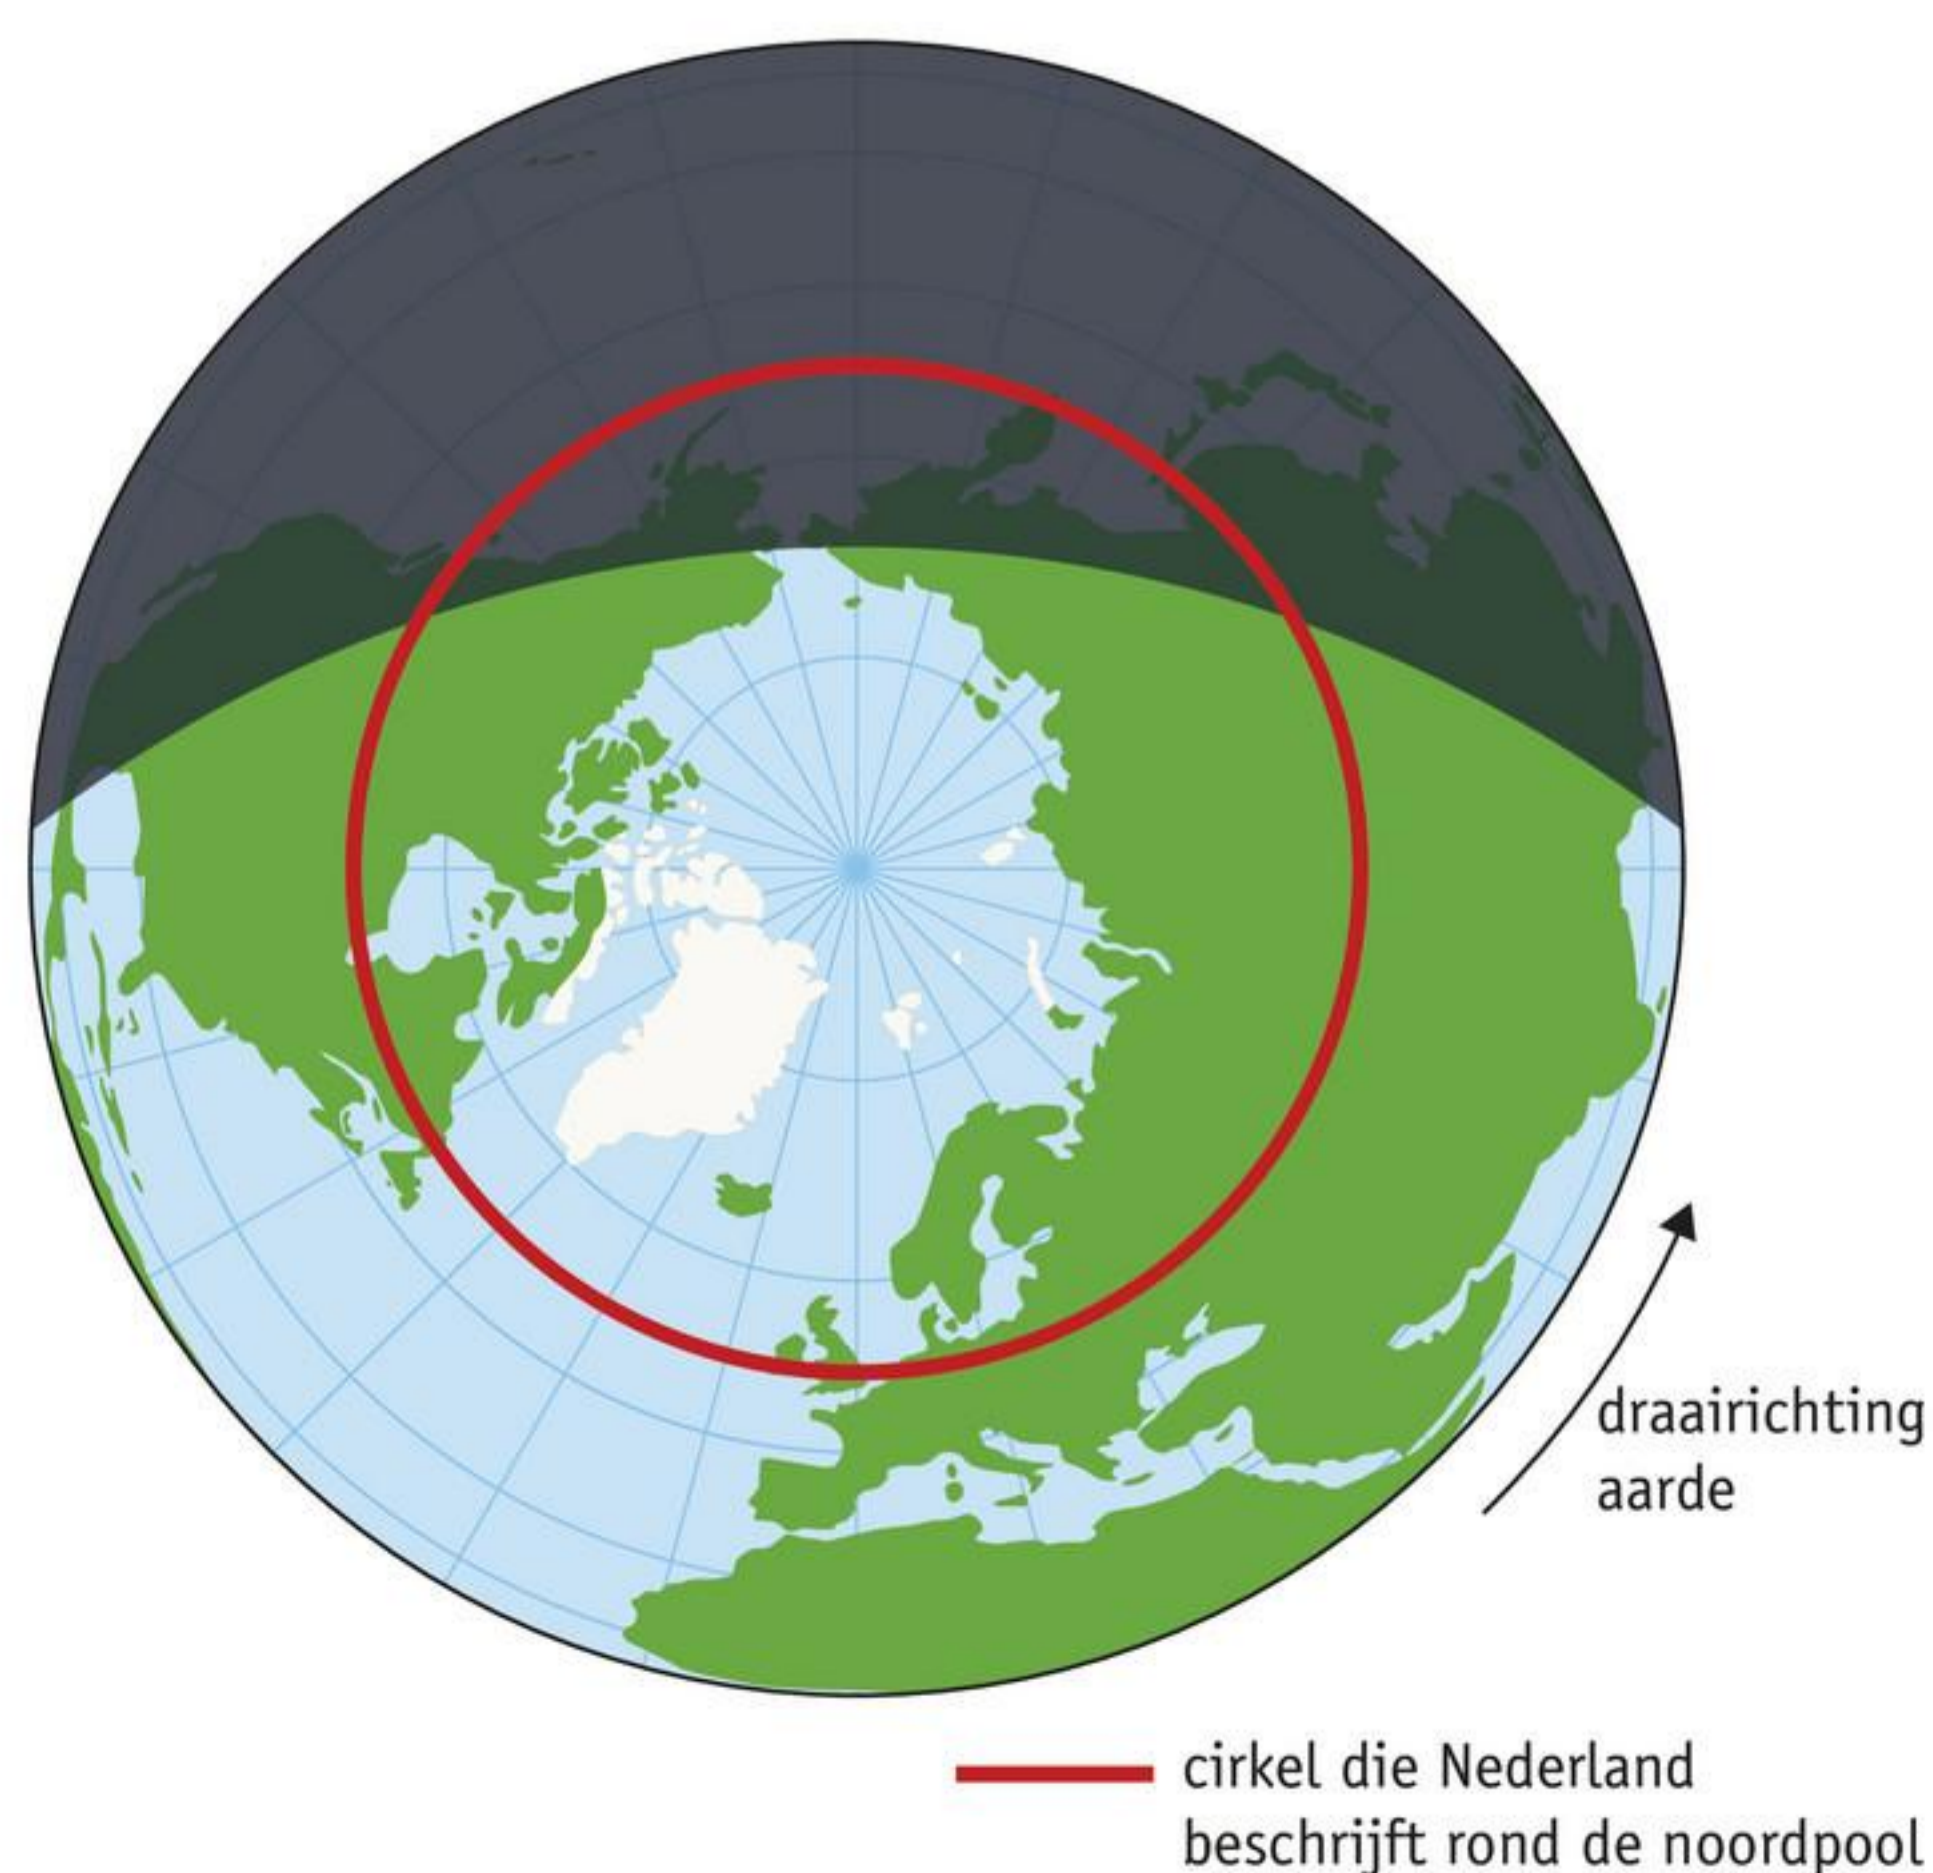 draairichting
aarde
cirkel die Nederland
beschrijft rond de noordpool